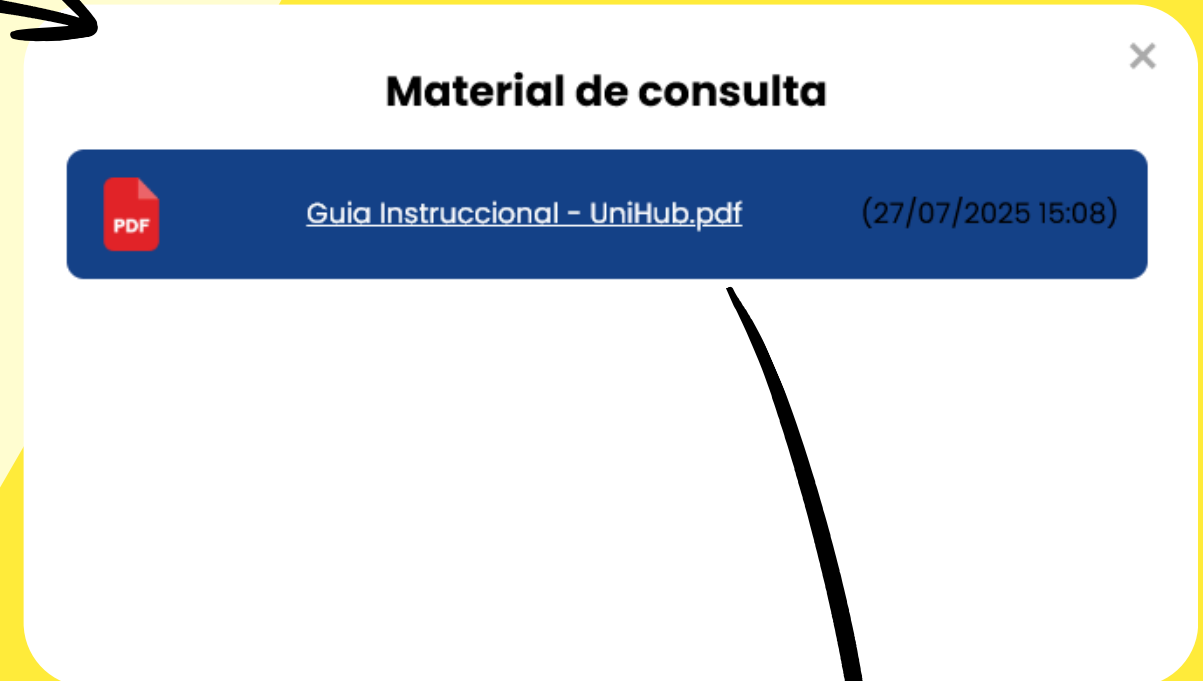 Material de consulta
PDF
Guia Instruccional - UniHub.pdf (27/07/2025 15:08)